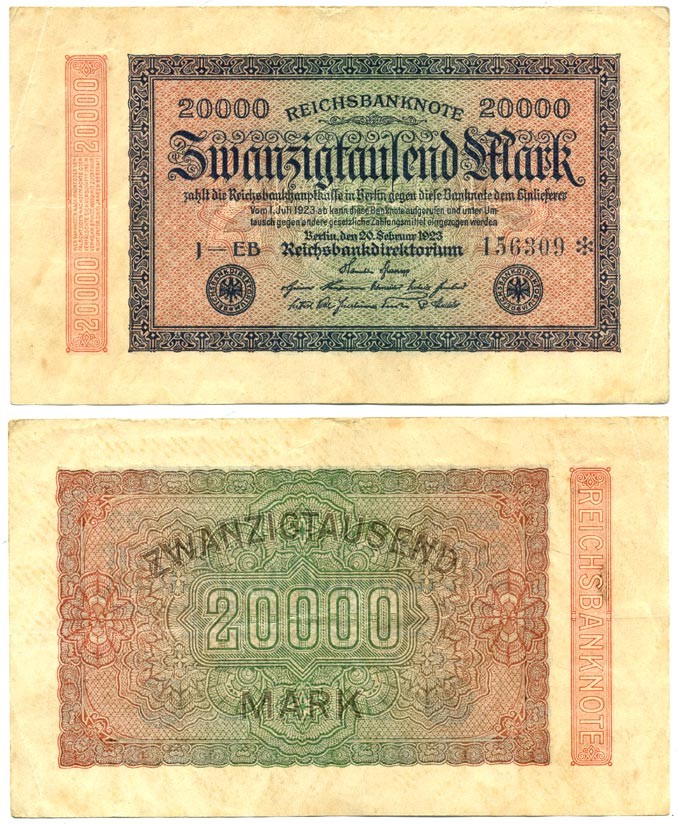 20000 REICHSBANKNOTE 20000
Zwanzigtausend Mark
zahlt die Reichsbankhauptkasse in Berlin gegen diese Banknote dem Einlieferer
Vom 1. Juli 1923 ab kann diese Banknote aufgerufen und unter Um-
tausch gegen andere gesetzliche Zahlungsmittel eingezogen werden
Berlin, den 20. Februar 1923
J—EB Reichsbankdirektorium 156309 *
20000
20000
ZWANZIGTAUSEND
20000
MARK
REICHSBANKNOTE